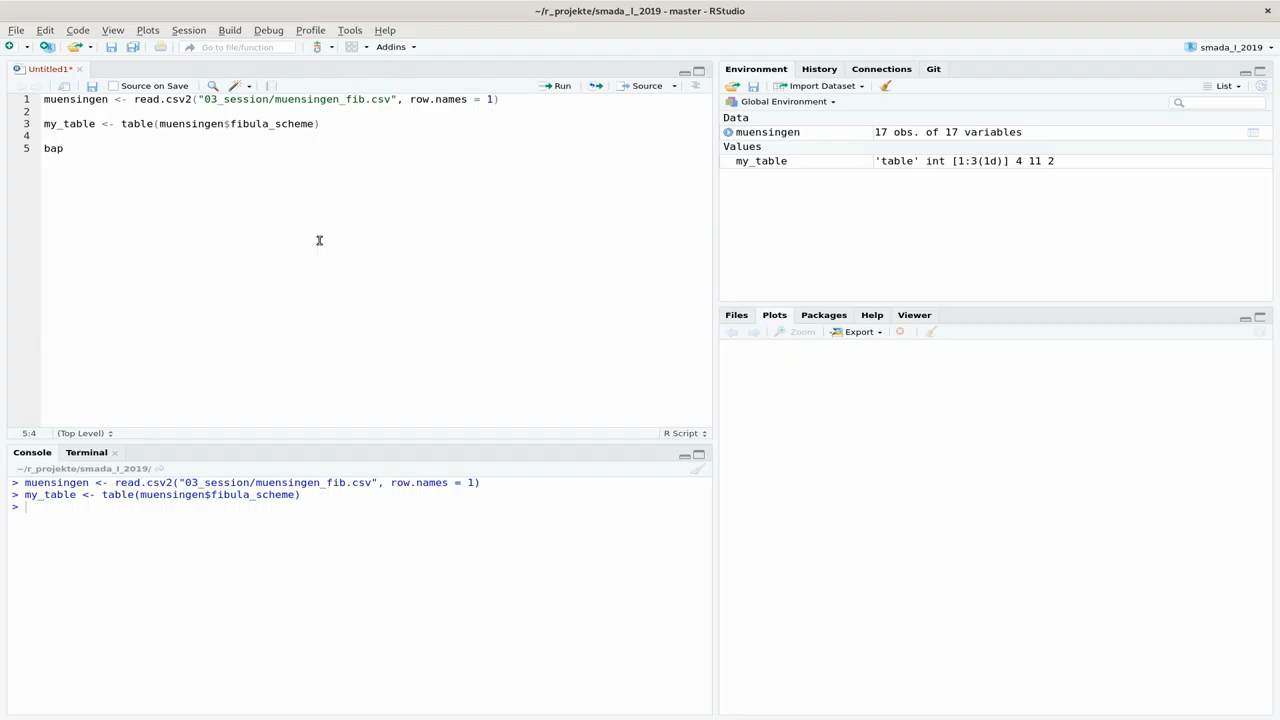 ~/r_projekte/smada_I_2019 - master - RStudio
File Edit Code View Plots Session Build Debug Profile Tools Help
Go to file/function Addins smada_I_2019
Untitled1*
Source on Save Run Source
1 muensingen <- read.csv2("03_session/muensingen_fib.csv", row.names = 1)
2
3 my_table <- table(muensingen$fibula_scheme)
4
5 bap
5:4 (Top Level) R Script
Console Terminal
~/r_projekte/smada_I_2019/
> muensingen <- read.csv2("03_session/muensingen_fib.csv", row.names = 1)
> my_table <- table(muensingen$fibula_scheme)
>
Environment History Connections Git
Import Dataset List
Global Environment
Data
muensingen 17 obs. of 17 variables
Values
my_table 'table' int [1:3(1d)] 4 11 2
Files Plots Packages Help Viewer
Zoom Export